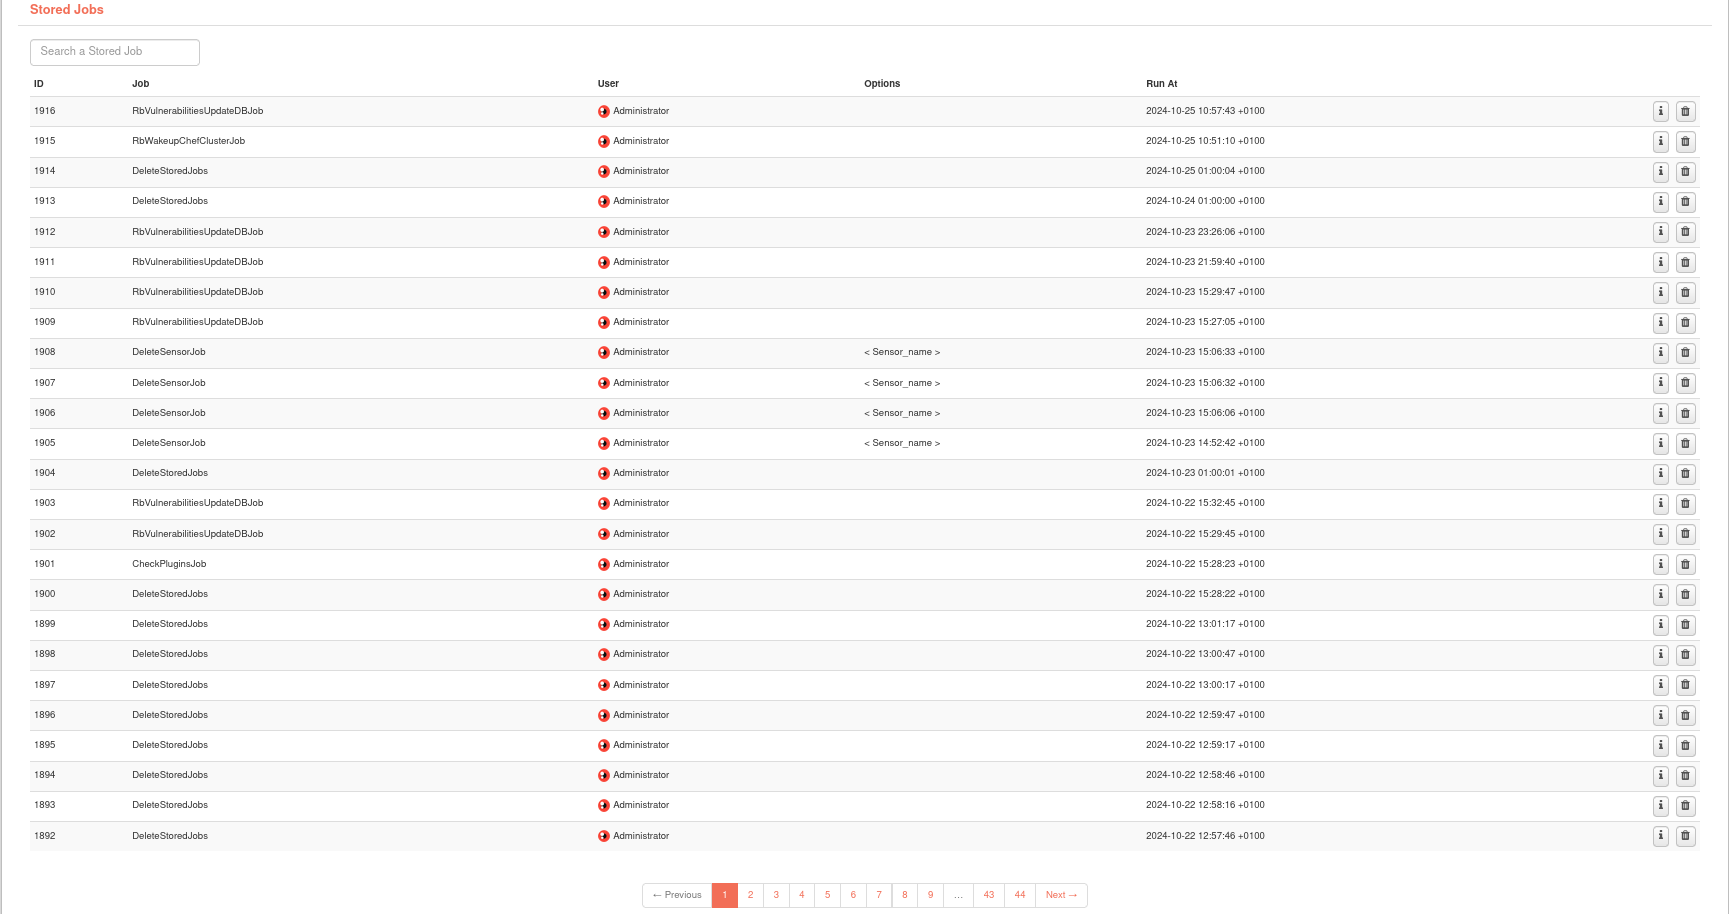 Stored Jobs
Search a Stored Job
ID Job User Options Run At
1916 RbVulnerabilitiesUpdateDBJob Administrator 2024-10-25 10:57:43 +0100
1915 RbWakeupChefClusterJob Administrator 2024-10-25 10:51:10 +0100
1914 DeleteStoredJobs Administrator 2024-10-25 01:00:04 +0100
1913 DeleteStoredJobs Administrator 2024-10-24 01:00:00 +0100
1912 RbVulnerabilitiesUpdateDBJob Administrator 2024-10-23 23:26:06 +0100
1911 RbVulnerabilitiesUpdateDBJob Administrator 2024-10-23 21:59:40 +0100
1910 RbVulnerabilitiesUpdateDBJob Administrator 2024-10-23 15:29:47 +0100
1909 RbVulnerabilitiesUpdateDBJob Administrator 2024-10-23 15:27:05 +0100
1908 DeleteSensorJob Administrator < Sensor_name > 2024-10-23 15:06:33 +0100
1907 DeleteSensorJob Administrator < Sensor_name > 2024-10-23 15:06:32 +0100
1906 DeleteSensorJob Administrator < Sensor_name > 2024-10-23 15:06:06 +0100
1905 DeleteSensorJob Administrator < Sensor_name > 2024-10-23 14:52:42 +0100
1904 DeleteStoredJobs Administrator 2024-10-23 01:00:01 +0100
1903 RbVulnerabilitiesUpdateDBJob Administrator 2024-10-22 15:32:45 +0100
1902 RbVulnerabilitiesUpdateDBJob Administrator 2024-10-22 15:29:45 +0100
1901 CheckPluginsJob Administrator 2024-10-22 15:28:23 +0100
1900 DeleteStoredJobs Administrator 2024-10-22 15:28:22 +0100
1899 DeleteStoredJobs Administrator 2024-10-22 13:01:17 +0100
1898 DeleteStoredJobs Administrator 2024-10-22 13:00:47 +0100
1897 DeleteStoredJobs Administrator 2024-10-22 13:00:17 +0100
1896 DeleteStoredJobs Administrator 2024-10-22 12:59:47 +0100
1895 DeleteStoredJobs Administrator 2024-10-22 12:59:17 +0100
1894 DeleteStoredJobs Administrator 2024-10-22 12:58:46 +0100
1893 DeleteStoredJobs Administrator 2024-10-22 12:58:16 +0100
1892 DeleteStoredJobs Administrator 2024-10-22 12:57:46 +0100
← Previous 1 2 3 4 5 6 7 8 9 … 43 44 Next →